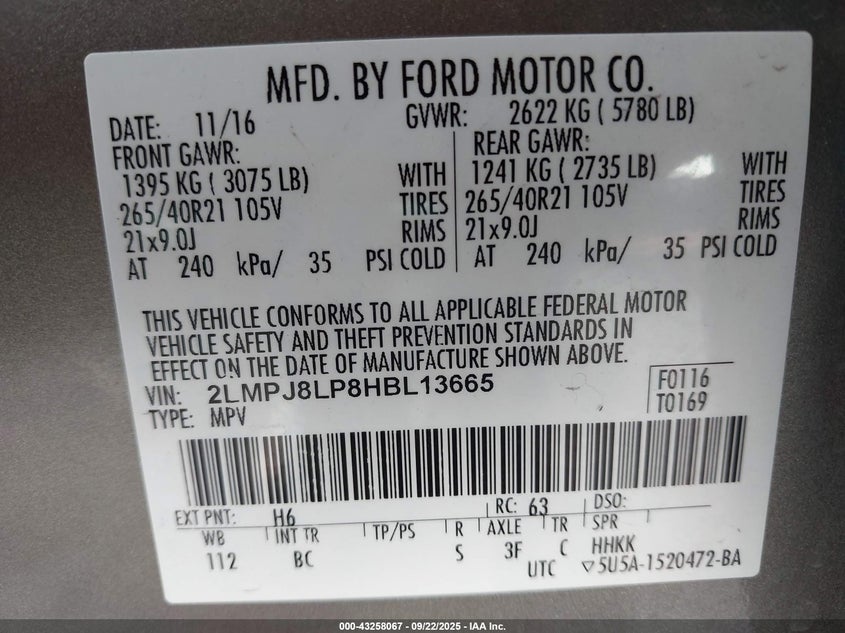 MFD. BY FORD MOTOR CO.
DATE: 11/16 GVWR: 2622 KG ( 5780 LB)
FRONT GAWR: REAR GAWR:
1395 KG ( 3075 LB) WITH 1241 KG ( 2735 LB) WITH
265/40R21 105V TIRES 265/40R21 105V TIRES
21x9.0J RIMS 21x9.0J RIMS
AT 240 kPa/ 35 PSI COLD AT 240 kPa/ 35 PSI COLD
THIS VEHICLE CONFORMS TO ALL APPLICABLE FEDERAL MOTOR
VEHICLE SAFETY AND THEFT PREVENTION STANDARDS IN
EFFECT ON THE DATE OF MANUFACTURE SHOWN ABOVE.
VIN: 2LMPJ8LP8HBL13665 F0116
TYPE: MPV T0169
EXT PNT: H6 RC: 63 DSO:
WB INT TR TP/PS R AXLE TR SPR
112 BC S 3F C HHKK
UTC ▽5U5A-1520472-BA
000-43258067 - 09/22/2025 - IAA Inc.